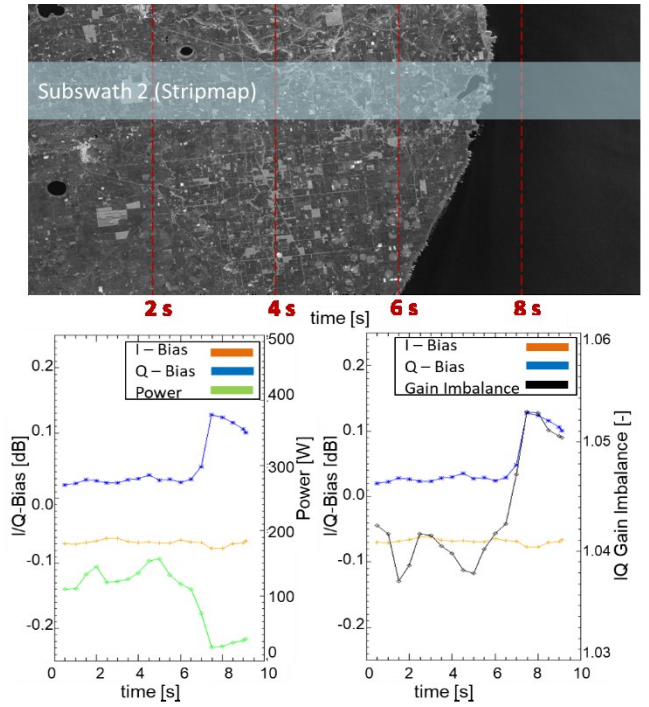 Subswath 2 (Stripmap)
2 s
4 s
6 s
8 s
time [s]
I/Q-Bias [dB]
0.2
0.1
0.0
-0.1
-0.2
I – Bias
Q – Bias
Power
500
400
300
200
100
0
Power [W]
0 2 4 6 8 10
time [s]
I/Q-Bias [dB]
0.2
0.1
0.0
-0.1
-0.2
I – Bias
Q – Bias
Gain Imbalance
1.06
1.05
1.04
1.03
IQ Gain Imbalance [-]
0 2 4 6 8 10
time [s]